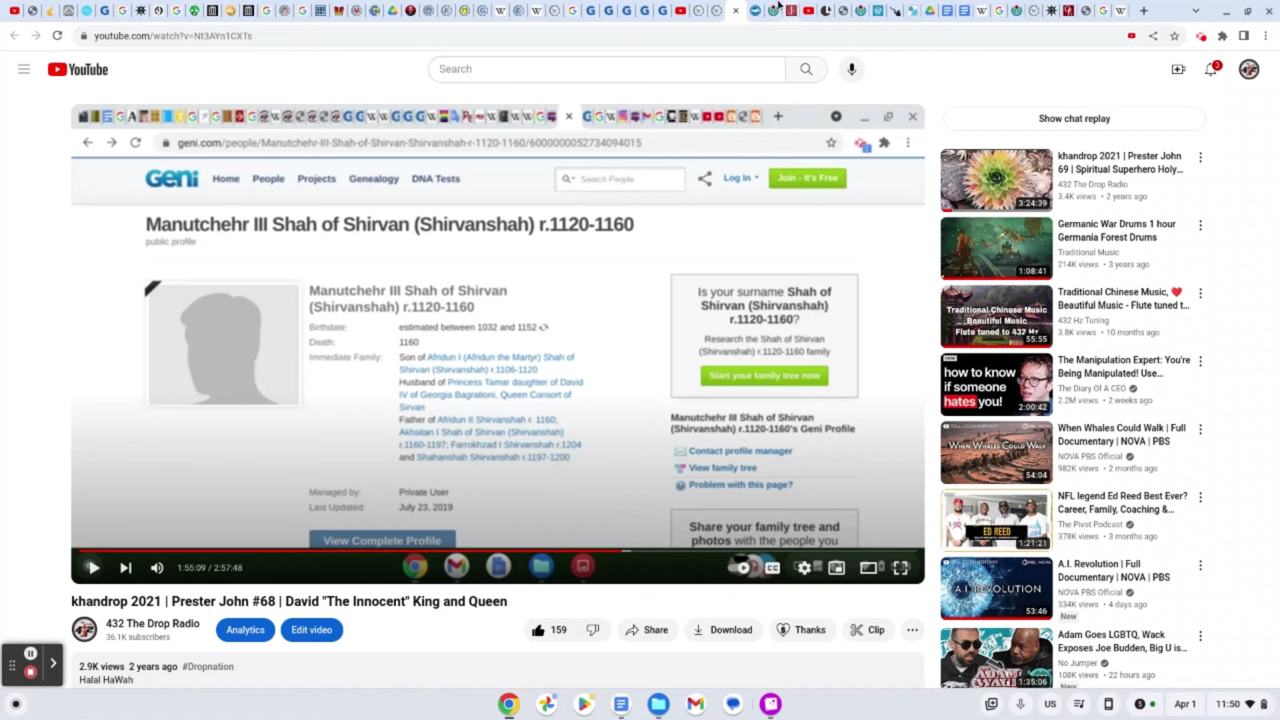 youtube.com/watch?v=Nt3AYn1CXTs
YouTube
Search
3
geni.com/people/Manutchehr-III-Shah-of-Shirvan-Shirvanshah-r-1120-1160/6000000052734094015
Geni
Home People Projects Genealogy DNA Tests
Search People
Log In
Join - It's Free
Manutchehr III Shah of Shirvan (Shirvanshah) r.1120-1160
public profile
Manutchehr III Shah of Shirvan
(Shirvanshah) r.1120-1160
Birthdate: estimated between 1032 and 1152
Death: 1160
Immediate Family: Son of Afridun I (Afridun the Martyr) Shah of
Shirvan (Shirvanshah) r.1106-1120
Husband of Princess Tamar daughter of David
IV of Georgia Bagrationi, Queen Consort of
Sirvan
Father of Afridun II Shirvanshah r. 1160;
Akhsitan I Shah of Shirvan (Shirvanshah)
r.1160-1197; Farrokhzad I Shirvanshah r.1204
and Shahanshah Shirvanshah r.1197-1200
Managed by: Private User
Last Updated: July 23, 2019
View Complete Profile
Is your surname Shah of
Shirvan (Shirvanshah)
r.1120-1160?
Research the Shah of Shirvan
(Shirvanshah) r.1120-1160 family
Start your family tree now
Manutchehr III Shah of Shirvan
(Shirvanshah) r.1120-1160's Geni Profile
Contact profile manager
View family tree
Problem with this page?
Share your family tree and
photos with the people you
1:55:09 / 2:57:48
CC
khandrop 2021 | Prester John #68 | David "The Innocent" King and Queen
432 The Drop Radio
36.1K subscribers
Analytics
Edit video
159
Share
Download
Thanks
Clip
2.9K views 2 years ago #Dropnation
Halal HaWah
Show chat replay
khandrop 2021 | Prester John
69 | Spiritual Superhero Holy...
432 The Drop Radio
3.4K views • 2 years ago
3:24:39
Germanic War Drums 1 hour
Germania Forest Drums
Traditional Music
214K views • 3 years ago
1:08:41
Traditional Chinese Music, ❤️
Beautiful Music - Flute tuned t...
432 Hz Tuning
3.8K views • 10 months ago
Traditional Chinese Music
Beautiful Music
Flute tuned to 432 Hz
55:55
The Manipulation Expert: You're
Being Manipulated! Use...
The Diary Of A CEO
2.2M views • 2 weeks ago
how to know
if someone
hates you!
2:00:42
When Whales Could Walk | Full
Documentary | NOVA | PBS
NOVA PBS Official
982K views • 2 months ago
WHEN WHALES COULD WALK
54:04
NFL legend Ed Reed Best Ever?
Career, Family, Coaching &...
The Pivot Podcast
378K views • 3 months ago
ED REED
1:21:21
A.I. Revolution | Full
Documentary | NOVA | PBS
NOVA PBS Official
334K views • 4 days ago
New
A.I. REVOLUTION
53:46
Adam Goes LGBTQ, Wack
Exposes Joe Budden, Big U is...
No Jumper
108K views • 22 hours ago
New
1:35:06
US
Apr 1
11:50